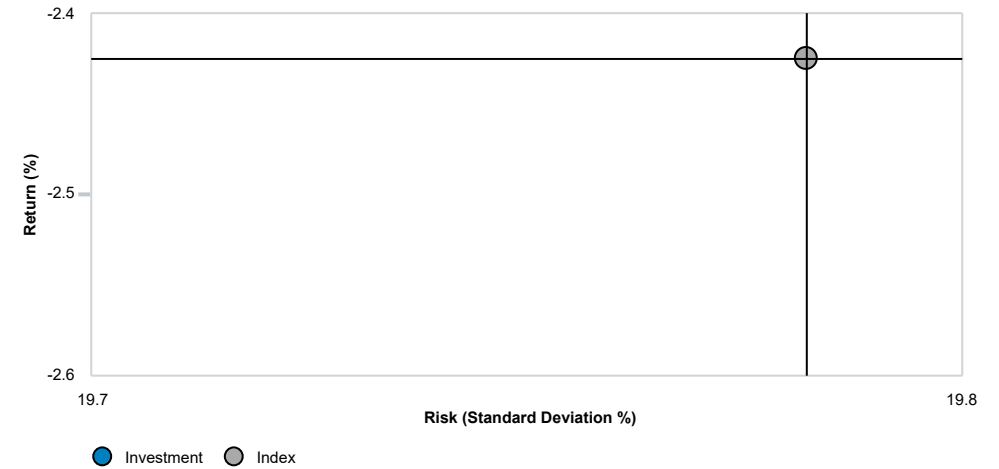 -2.4
Return (%)
-2.5
-2.6
19.7
19.8
Risk (Standard Deviation %)
Investment
Index